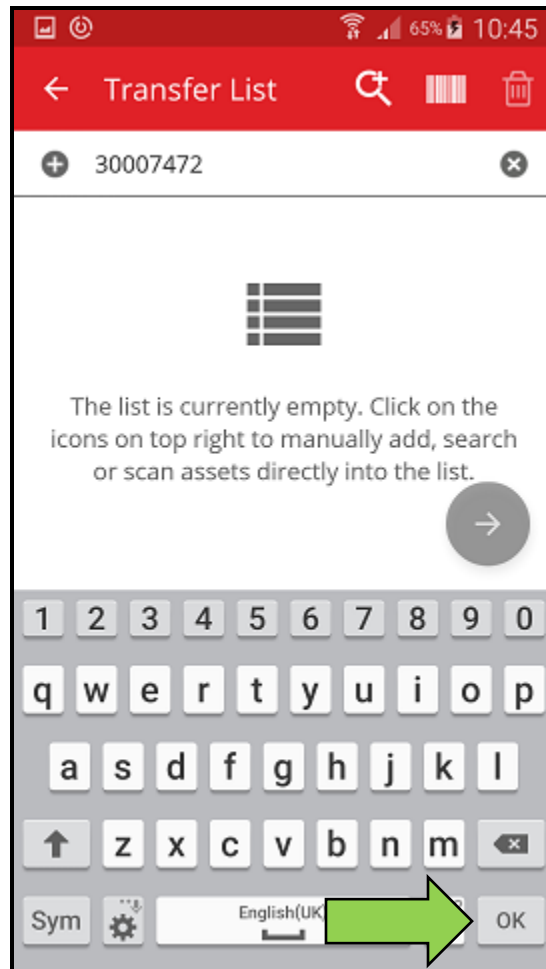 65% 10:45
Transfer List
30007472
The list is currently empty. Click on the
icons on top right to manually add, search
or scan assets directly into the list.
1 2 3 4 5 6 7 8 9 0
q w e r t y u i o p
a s d f g h j k l
z x c v b n m
Sym English(UK) OK